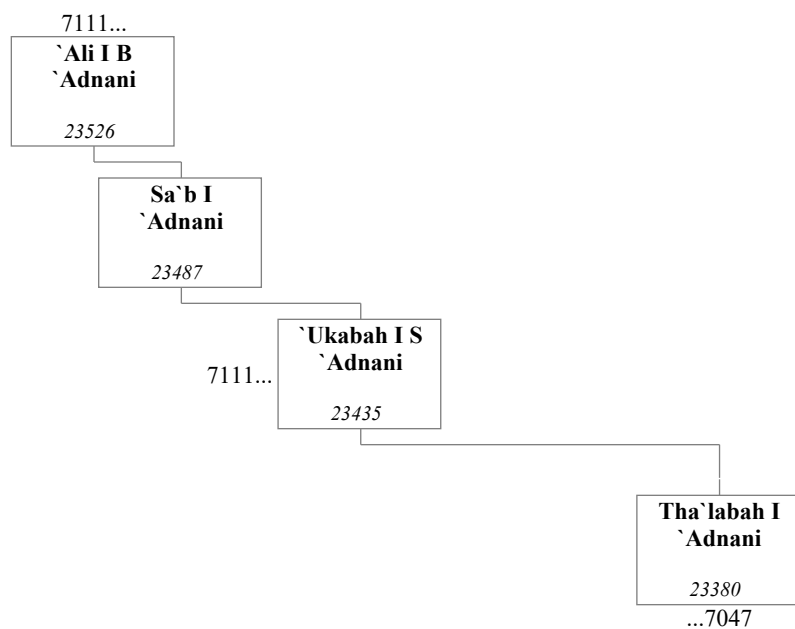 7111...
`Ali I B
`Adnani
23526
Sa`b I
`Adnani
23487
`Ukabah I S
`Adnani
7111...
23435
Tha`labah I
`Adnani
23380
...7047